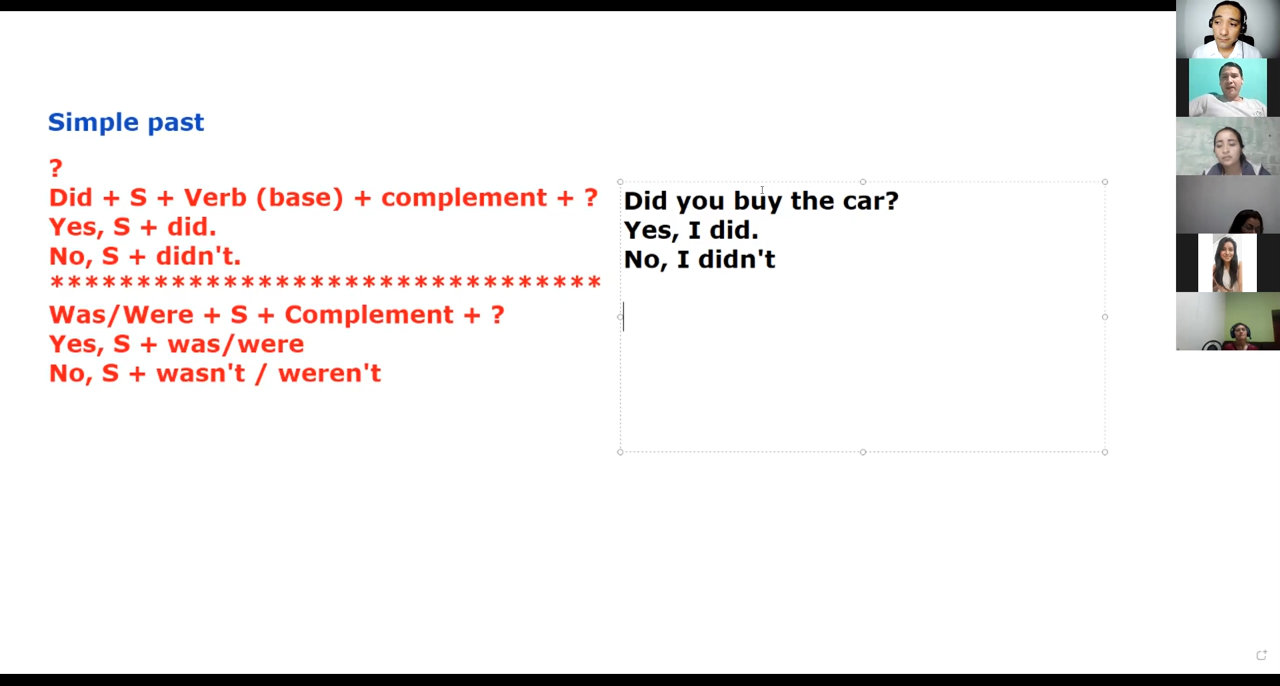 Simple past
?
Did + S + Verb (base) + complement + ?
Yes, S + did.
No, S + didn't.
********************************
Was/Were + S + Complement + ?
Yes, S + was/were
No, S + wasn't / weren't
Did you buy the car?
Yes, I did.
No, I didn't